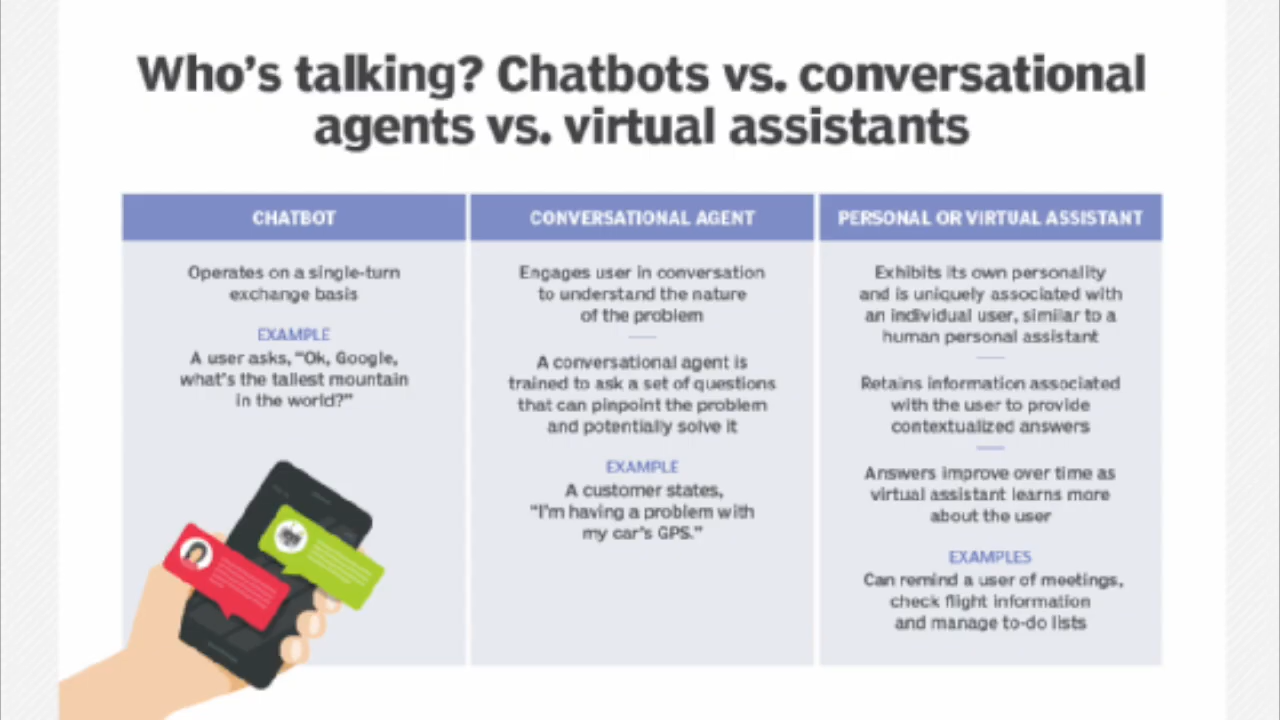 Who's talking? Chatbots vs. conversational
agents vs. virtual assistants
CHATBOT
Operates on a single-turn
exchange basis
EXAMPLE
A user asks, "Ok, Google,
what's the tallest mountain
in the world?"
CONVERSATIONAL AGENT
Engages user in conversation
to understand the nature
of the problem
A conversational agent is
trained to ask a set of questions
that can pinpoint the problem
and potentially solve it
EXAMPLE
A customer states,
"I'm having a problem with
my car's GPS."
PERSONAL OR VIRTUAL ASSISTANT
Exhibits its own personality
and is uniquely associated with
an individual user, similar to a
human personal assistant
Retains information associated
with the user to provide
contextualized answers
Answers improve over time as
virtual assistant learns more
about the user
EXAMPLES
Can remind a user of meetings,
check flight information
and manage to-do lists